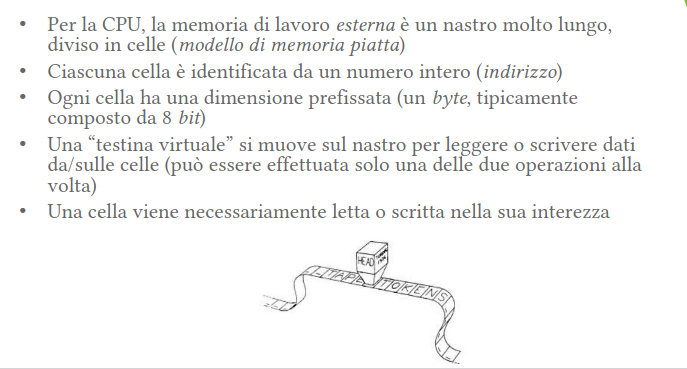 • Per la CPU, la memoria di lavoro esterna è un nastro molto lungo,
diviso in celle (modello di memoria piatta)
• Ciascuna cella è identificata da un numero intero (indirizzo)
• Ogni cella ha una dimensione prefissata (un byte, tipicamente
composto da 8 bit)
• Una “testina virtuale” si muove sul nastro per leggere o scrivere dati
da/sulle celle (può essere effettuata solo una delle due operazioni alla
volta)
• Una cella viene necessariamente letta o scritta nella sua interezza
HEAD
TAPE TOKENS